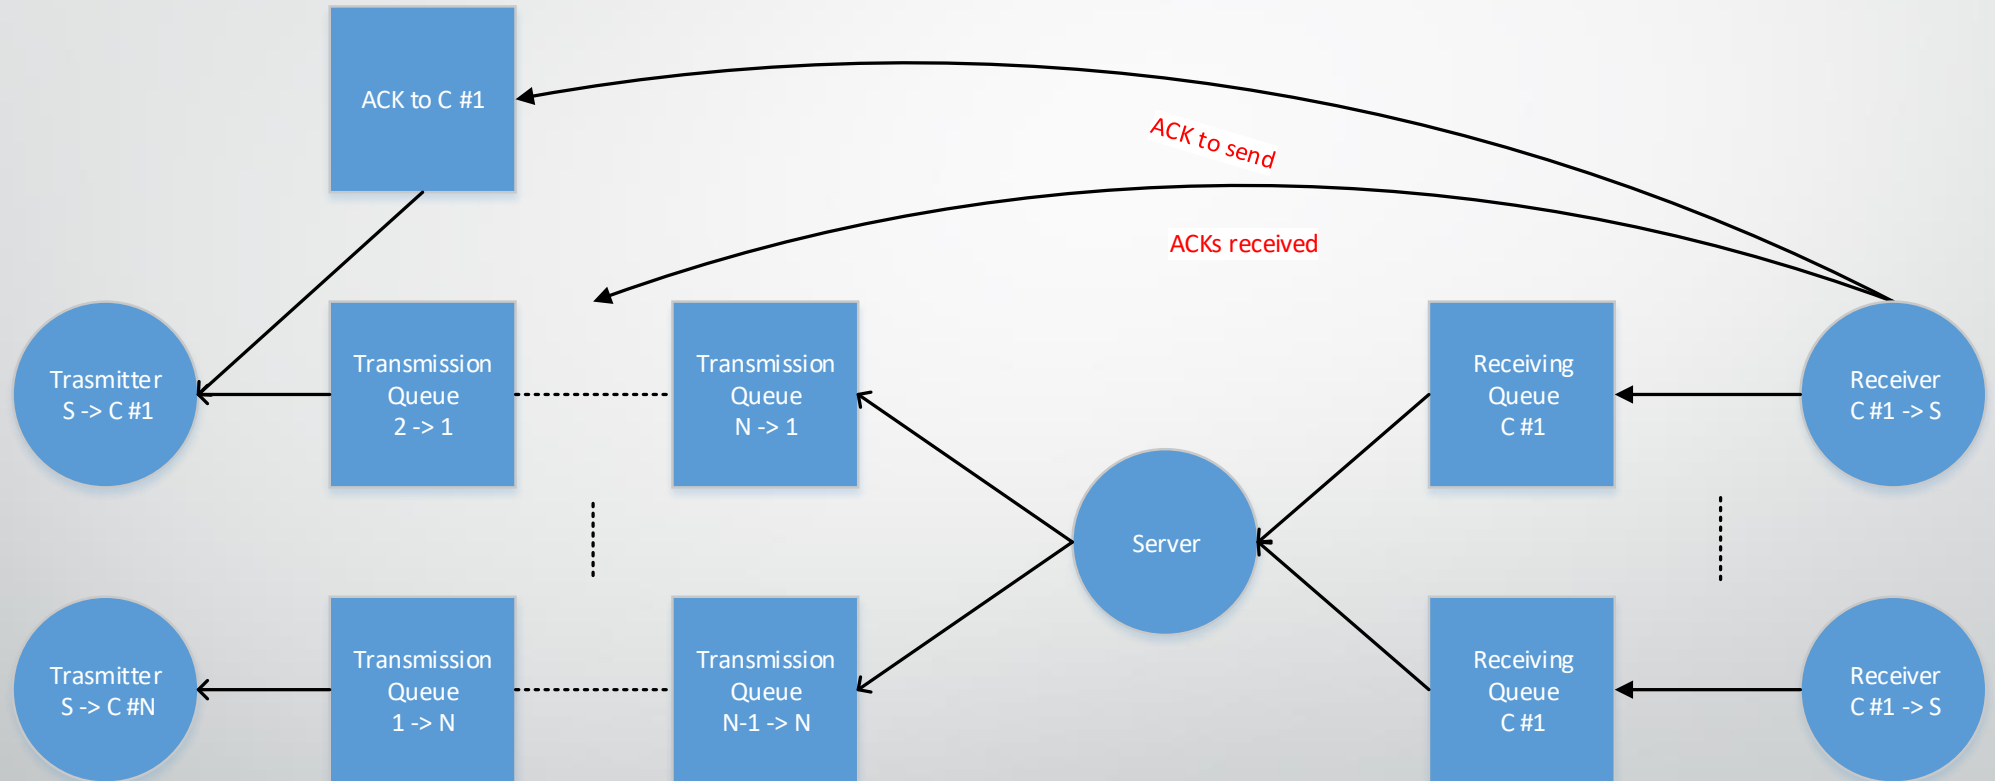 ACK to C #1
ACK to send
ACKs received
Trasmitter
S -> C #1
Transmission
Queue
2 -> 1
Transmission
Queue
N -> 1
Receiving
Queue
C #1
Receiver
C #1 -> S
Server
Trasmitter
S -> C #N
Transmission
Queue
1 -> N
Transmission
Queue
N-1 -> N
Receiving
Queue
C #1
Receiver
C #1 -> S